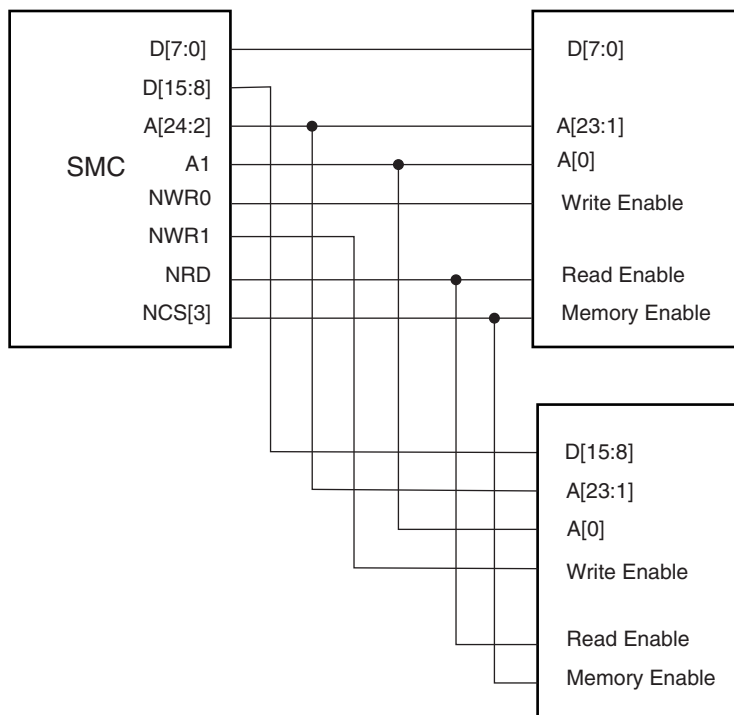 D[7:0]
D[15:8]
A[24:2]
A1
SMC
NWR0
NWR1
NRD
NCS[3]
D[7:0]
A[23:1]
A[0]
Write Enable
Read Enable
Memory Enable
D[15:8]
A[23:1]
A[0]
Write Enable
Read Enable
Memory Enable